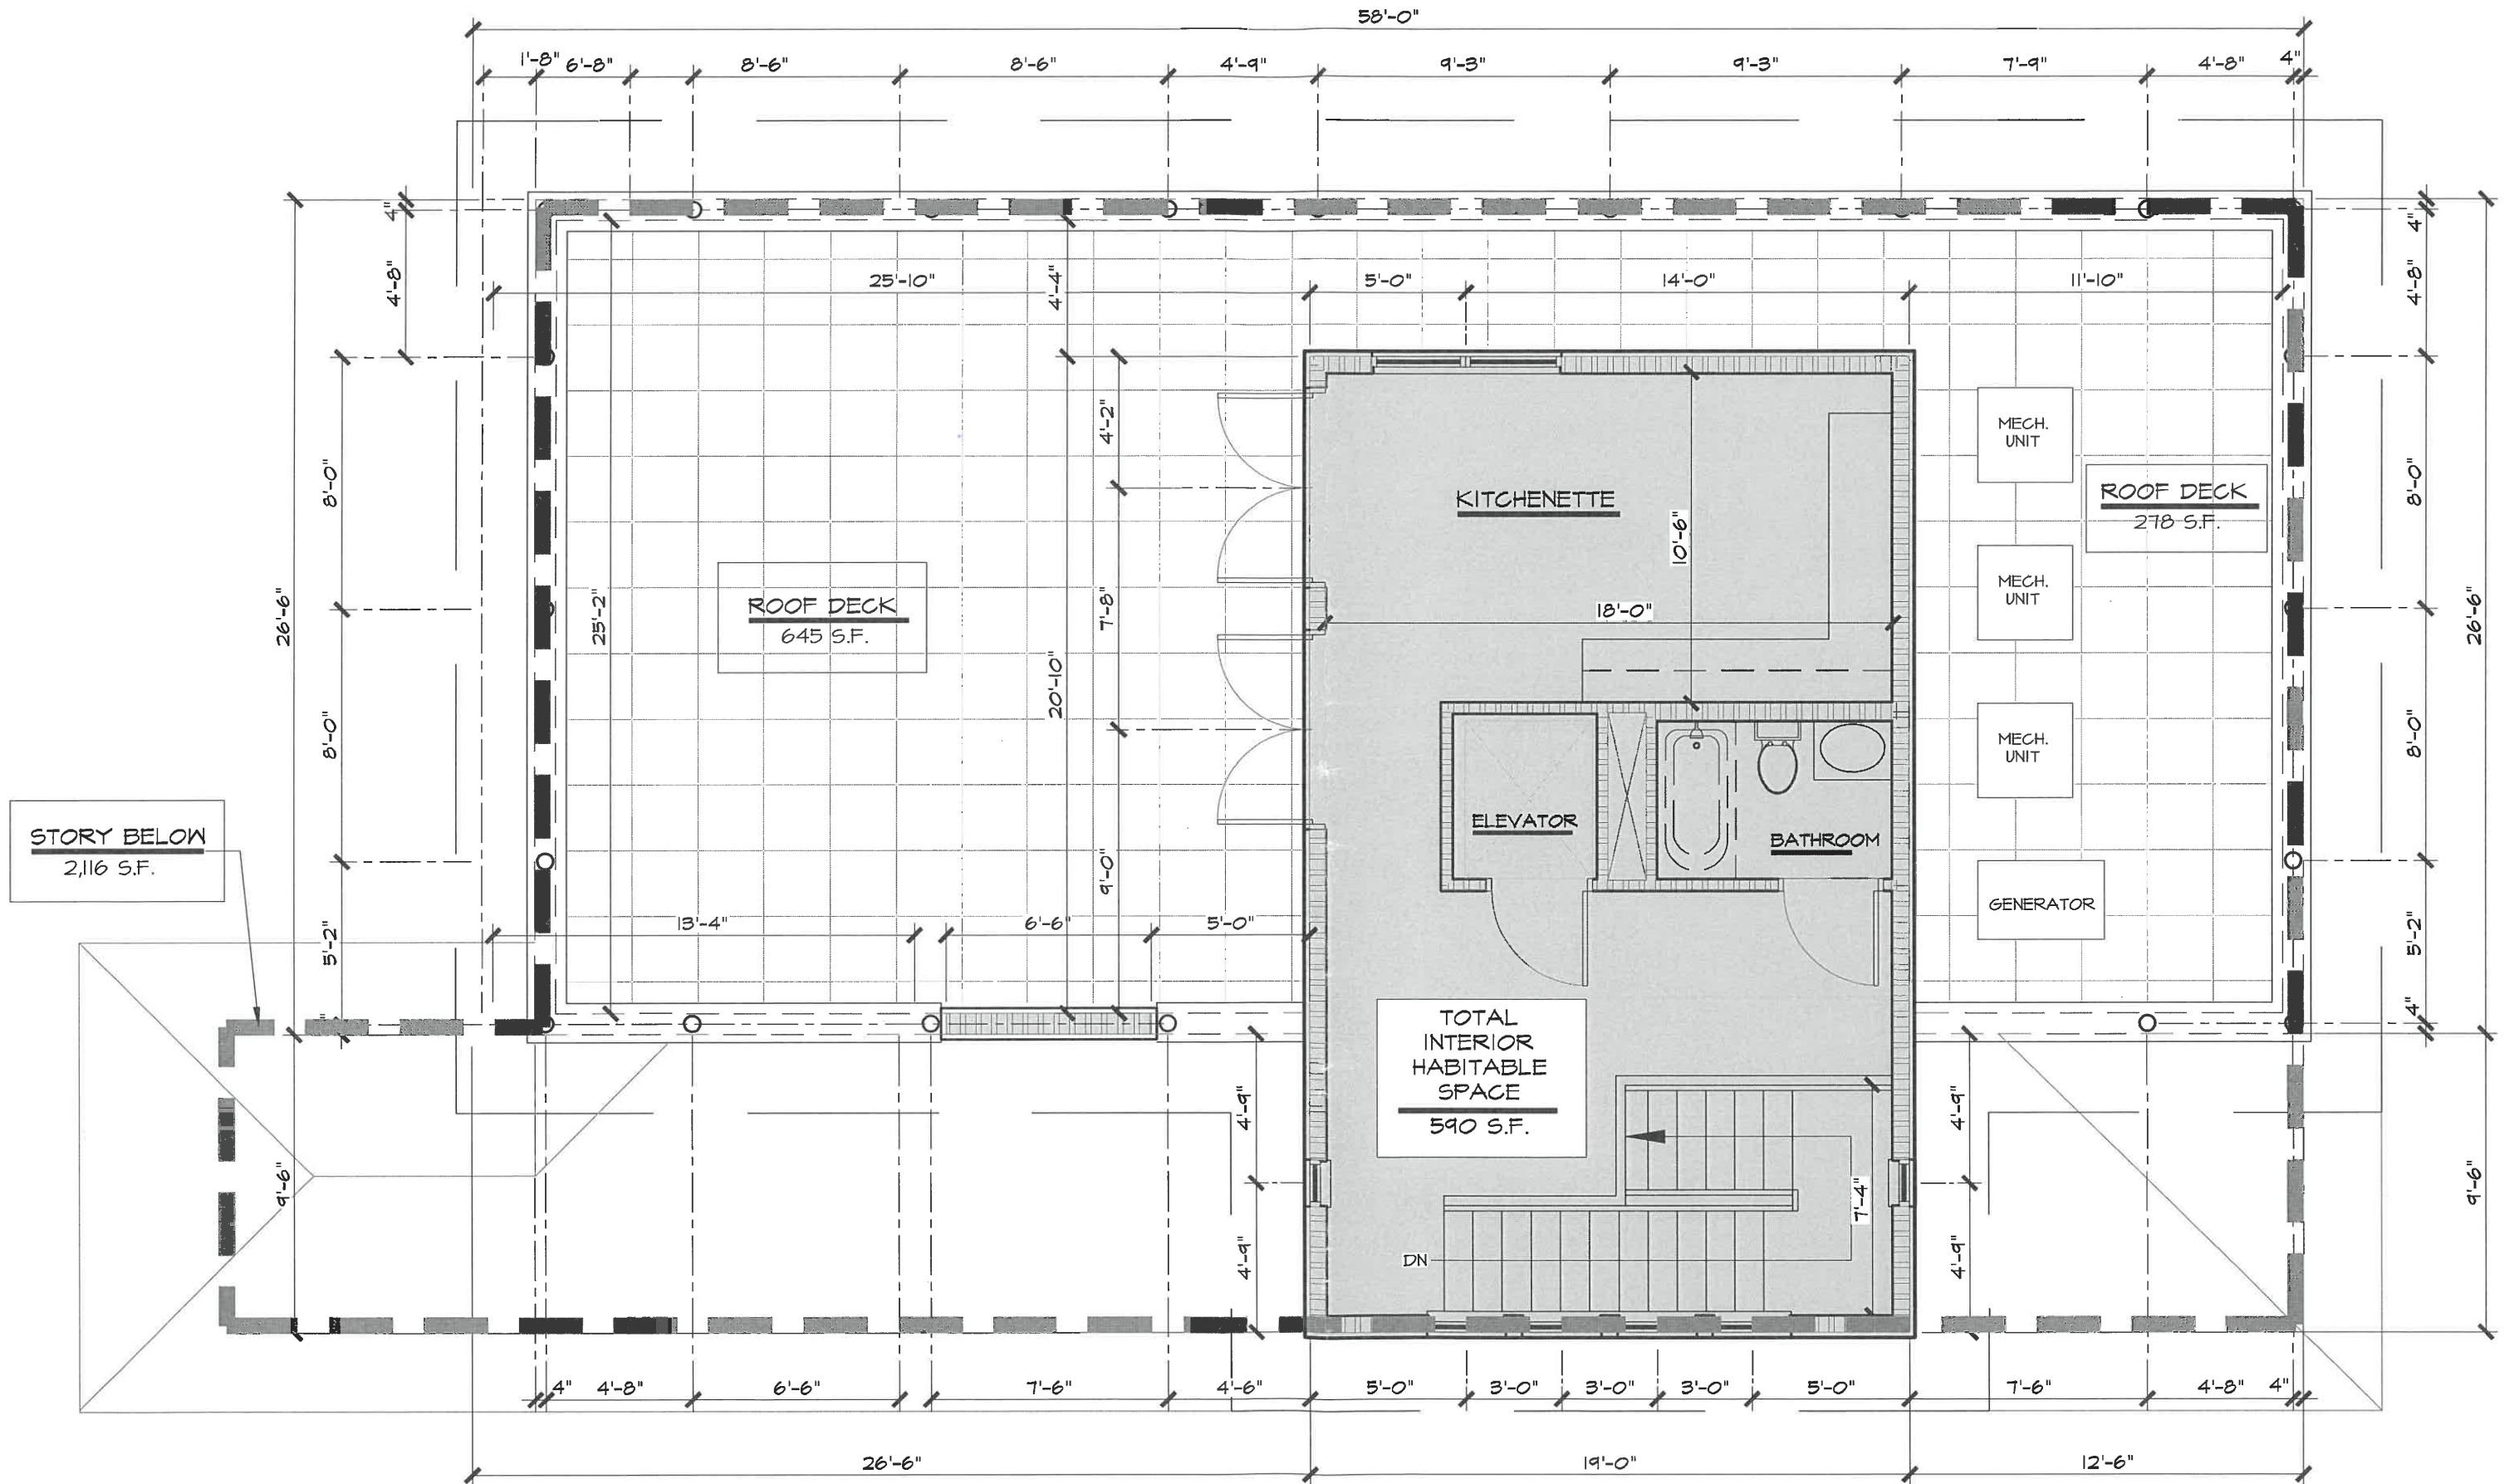 58'-0"
1'-8" 6'-8" 8'-6" 8'-6" 4'-9" 9'-3" 9'-3" 7'-9" 4'-8" 4"
4"
4'-8"
8'-0"
26'-6"
8'-0"
5'-2"
9'-6"
25'-10" 5'-0" 14'-0" 11'-10"
4'-4"
4'-2"
25'-2"
7'-8"
20'-10"
9'-0"
ROOF DECK
645 S.F.
KITCHENETTE
10'-6"
18'-0"
ELEVATOR
BATHROOM
MECH.
UNIT
MECH.
UNIT
MECH.
UNIT
GENERATOR
ROOF DECK
278 S.F.
4"
4'-8"
8'-0"
26'-6"
8'-0"
5'-2"
4"
9'-6"
STORY BELOW
2,116 S.F.
13'-4" 6'-6" 5'-0"
TOTAL
INTERIOR
HABITABLE
SPACE
590 S.F.
4'-9"
4'-9"
7'-4"
DN
4'-9"
4'-9"
4" 4'-8" 6'-6" 7'-6" 4'-6" 5'-0" 3'-0" 3'-0" 3'-0" 5'-0" 7'-6" 4'-8" 4"
26'-6" 19'-0" 12'-6"